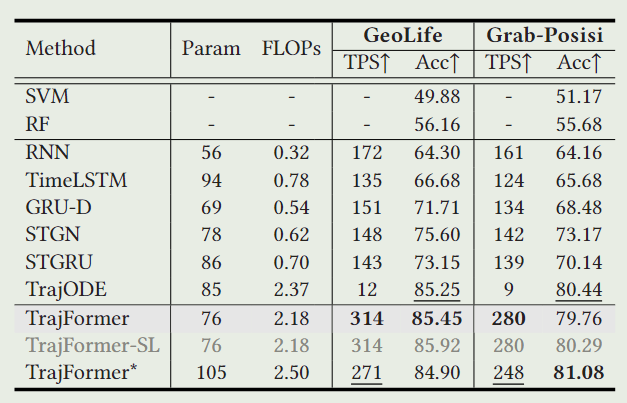 Method Param FLOPs GeoLife Grab-Posisi
TPS↑ Acc↑ TPS↑ Acc↑
SVM - - - 49.88 - 51.17
RF - - - 56.16 - 55.68
RNN 56 0.32 172 64.30 161 64.16
TimeLSTM 94 0.78 135 66.68 124 65.68
GRU-D 69 0.54 151 71.71 134 68.48
STGN 78 0.62 148 75.60 142 73.17
STGRU 86 0.70 143 73.15 139 70.14
TrajODE 85 2.37 12 85.25 9 80.44
TrajFormer 76 2.18 314 85.45 280 79.76
TrajFormer-SL 76 2.18 314 85.92 280 80.29
TrajFormer* 105 2.50 271 84.90 248 81.08